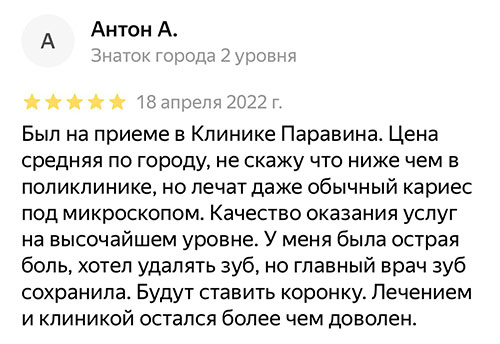 А
Антон А.
Знаток города 2 уровня
18 апреля 2022 г.
Был на приеме в Клинике Паравина. Цена
средняя по городу, не скажу что ниже чем в
поликлинике, но лечат даже обычный кариес
под микроскопом. Качество оказания услуг
на высочайшем уровне. У меня была острая
боль, хотел удалять зуб, но главный врач зуб
сохранила. Будут ставить коронку. Лечением
и клиникой остался более чем доволен.